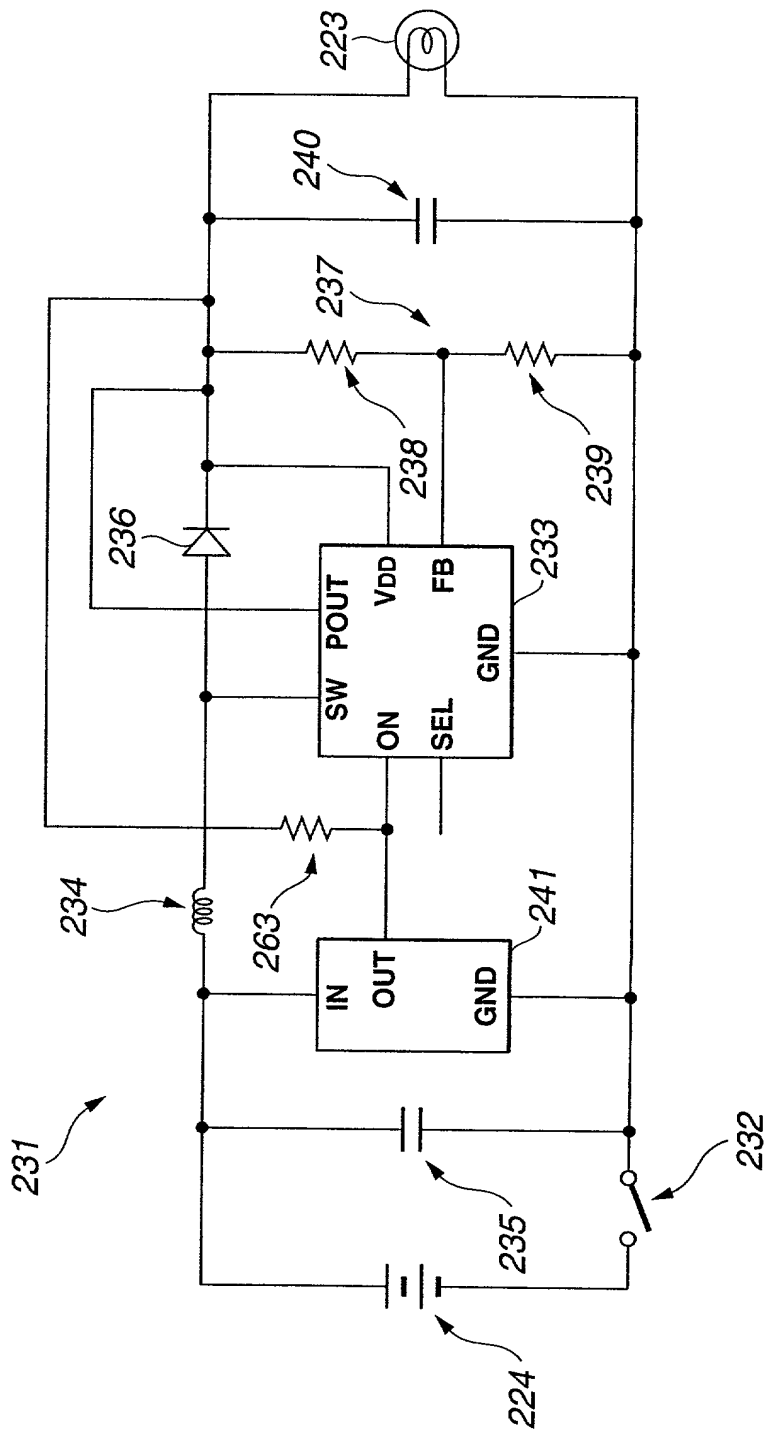 231
234
236
237
240
223
263
238
239
IN
OUT
GND
241
SW
POUT
ON
VDD
SEL
FB
GND
233
224
235
232